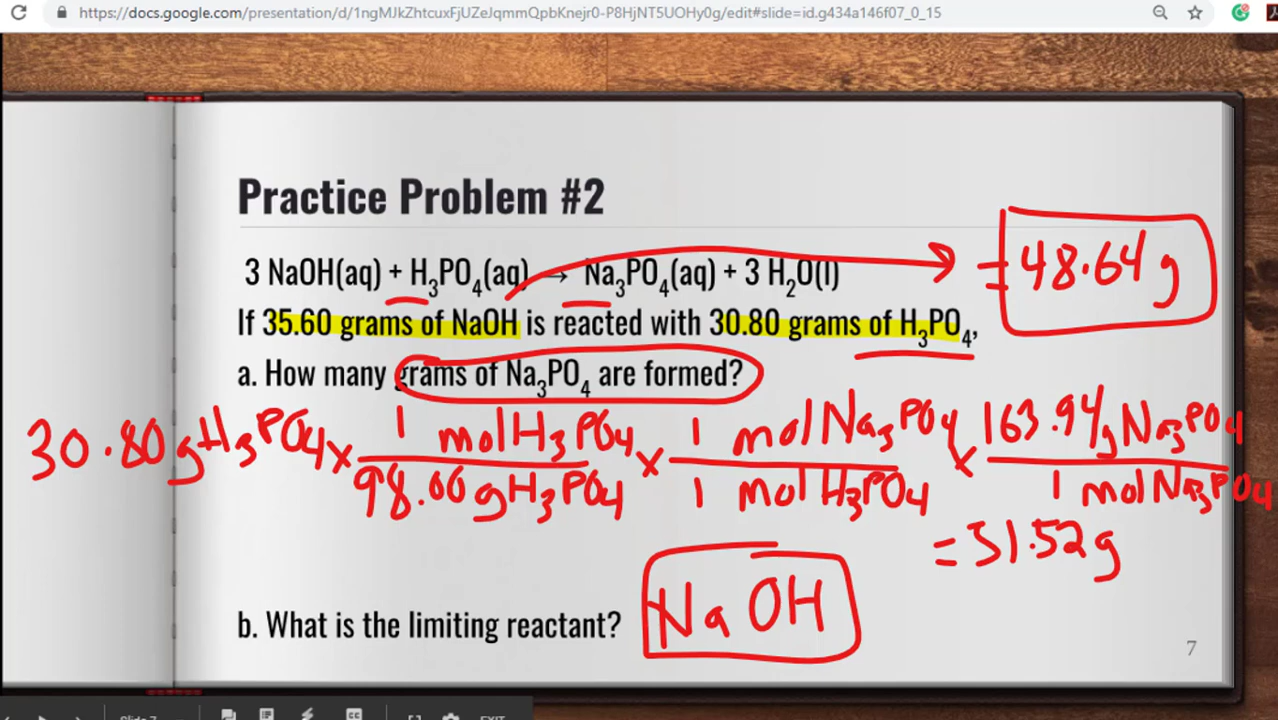 https://docs.google.com/presentation/d/1ngMJkZhtcuxFjUZeJqmmQpbKnejr0-P8HjNT5UOHy0g/edit#slide=id.g434a146f07_0_15
Practice Problem #2
3 NaOH(aq) + H₃PO₄(aq) → Na₃PO₄(aq) + 3 H₂O(l)
= 48.64 g
If 35.60 grams of NaOH is reacted with 30.80 grams of H₃PO₄,
a. How many grams of Na₃PO₄ are formed?
30.80 g H₃PO₄ x 1 mol H₃PO₄ x 1 mol Na₃PO₄ x 163.94 g Na₃PO₄
98.00 g H₃PO₄ 1 mol H₃PO₄ 1 mol Na₃PO₄
= 51.52 g
b. What is the limiting reactant? NaOH
7
EXIT